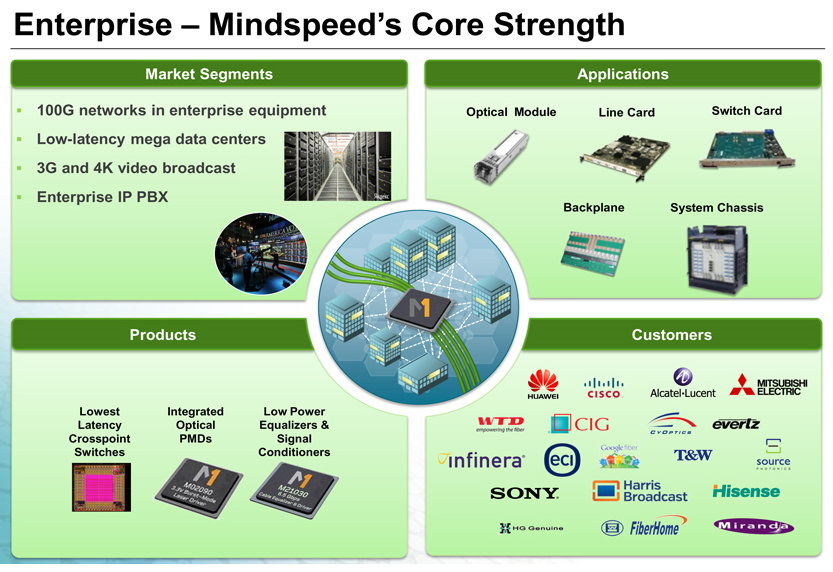 Enterprise – Mindspeed’s Core Strength
Market Segments
▪ 100G networks in enterprise equipment
▪ Low-latency mega data centers
▪ 3G and 4K video broadcast
▪ Enterprise IP PBX
Applications
Optical Module
Line Card
Switch Card
Backplane
System Chassis
M1
Products
Lowest
Latency
Crosspoint
Switches
Integrated
Optical
PMDs
Low Power
Equalizers &
Signal
Conditioners
M1
M02090
3.7V Burst-Mode
Laser Driver
M1
M21030
Cable Equalizer & Driver
Customers
HUAWEI
CISCO
Alcatel·Lucent
MITSUBISHI
ELECTRIC
WTD
empowering the fiber
CIG
CYOPTICS
evertz
infinera®
eci
Google fiber
T&W
source
PHOTONICS
SONY
Harris
Broadcast
Hisense
HG Genuine
FiberHome
Miranda